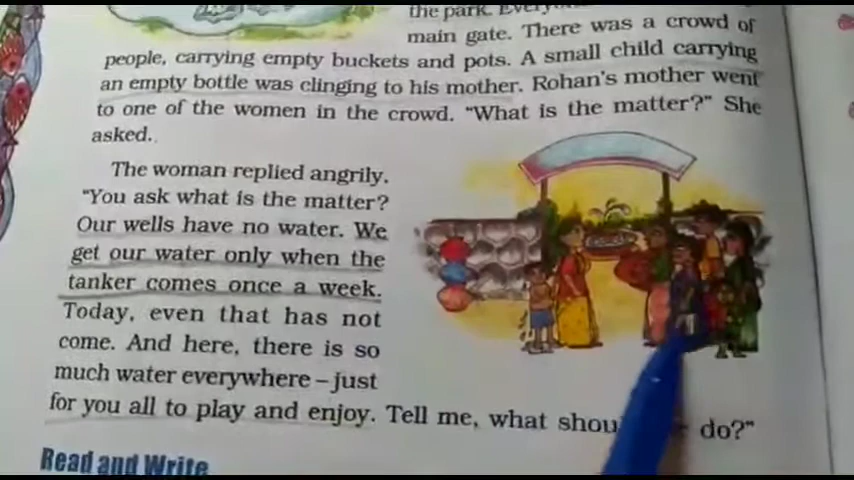 the park.
main gate. There was a crowd of
people, carrying empty buckets and pots. A small child carrying
an empty bottle was clinging to his mother. Rohan's mother went
to one of the women in the crowd. "What is the matter?" She
asked.
The woman replied angrily.
"You ask what is the matter?
Our wells have no water. We
get our water only when the
tanker comes once a week.
Today, even that has not
come. And here, there is so
much water everywhere – just
for you all to play and enjoy. Tell me, what do?"
Read and Write